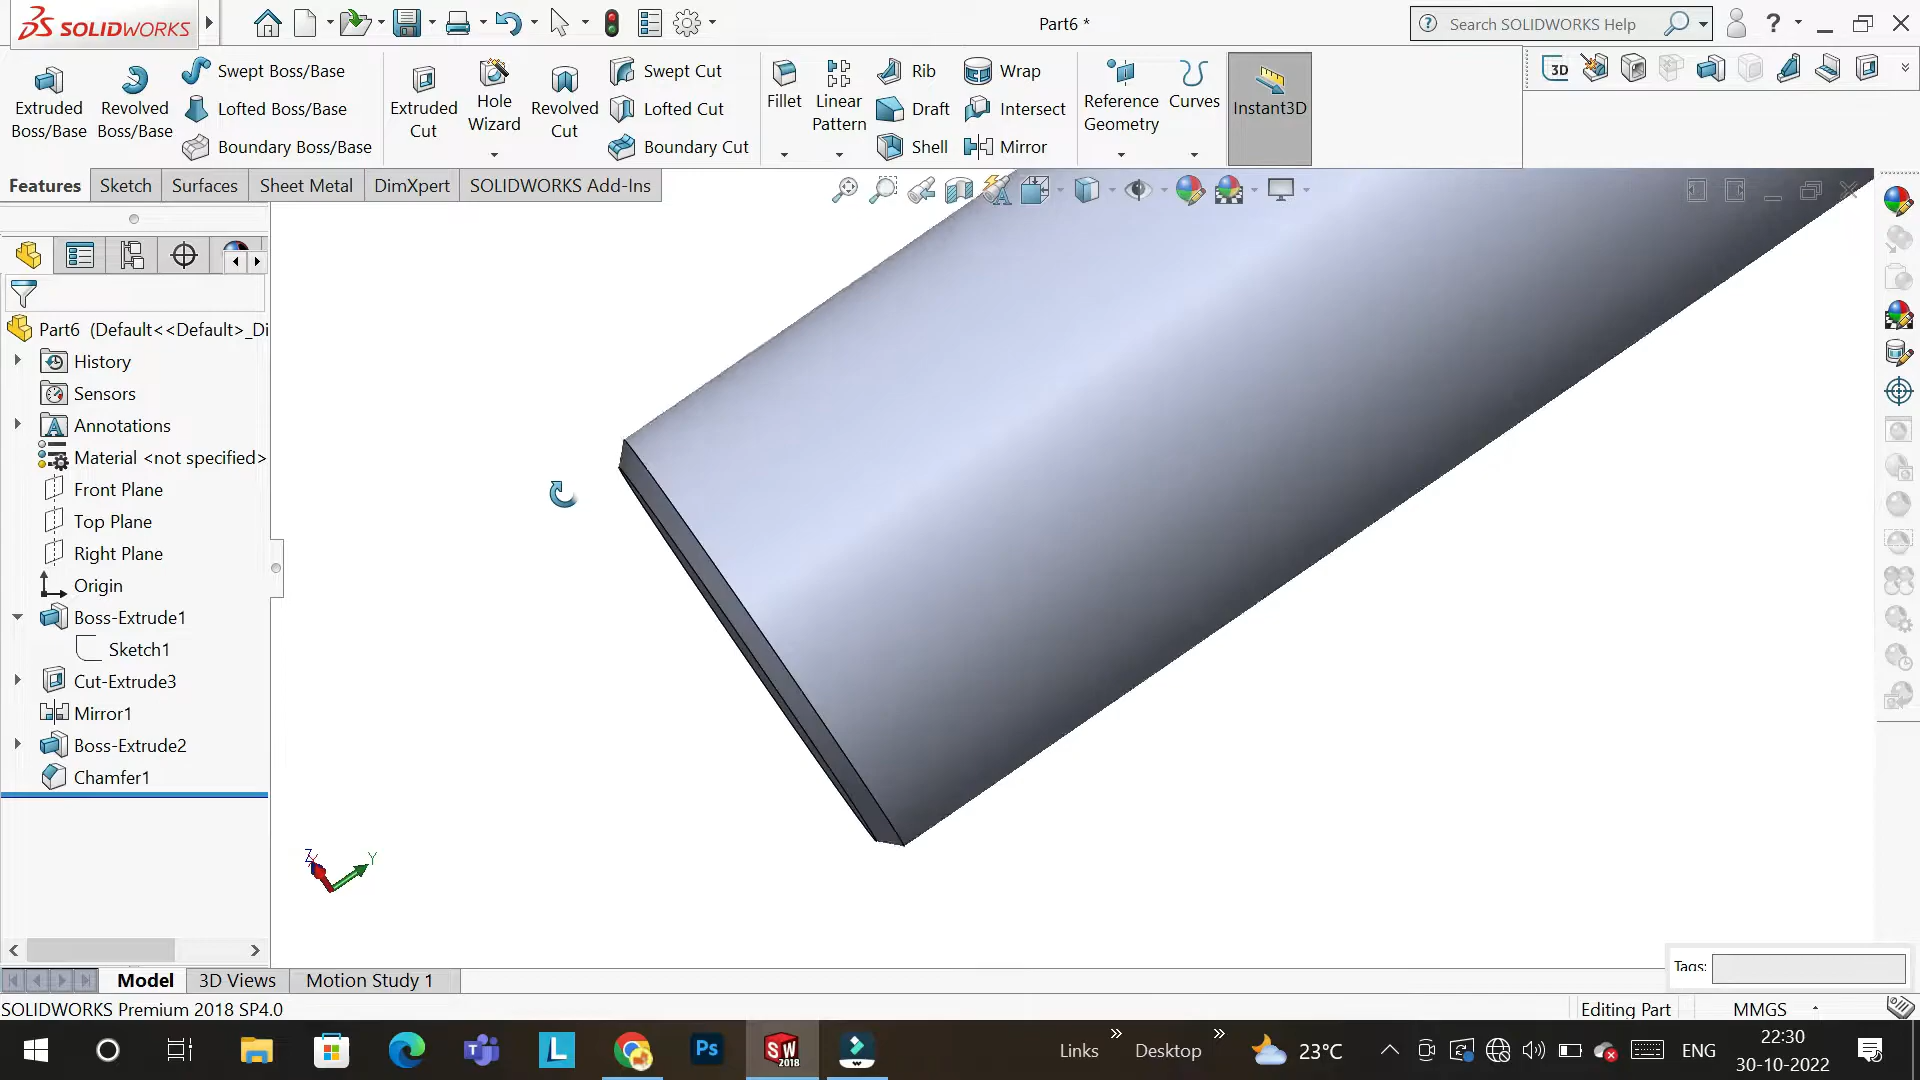 SOLIDWORKS
Part6 *
Search SOLIDWORKS Help
Extruded Boss/Base
Revolved Boss/Base
Swept Boss/Base
Lofted Boss/Base
Boundary Boss/Base
Extruded Cut
Hole Wizard
Revolved Cut
Swept Cut
Lofted Cut
Boundary Cut
Fillet
Linear Pattern
Rib
Draft
Shell
Wrap
Intersect
Mirror
Reference Geometry
Curves
Instant3D
3D
Features
Sketch
Surfaces
Sheet Metal
DimXpert
SOLIDWORKS Add-Ins
Part6 (Default<<Default>_Di
History
Sensors
Annotations
Material <not specified>
Front Plane
Top Plane
Right Plane
Origin
Boss-Extrude1
Sketch1
Cut-Extrude3
Mirror1
Boss-Extrude2
Chamfer1
Z
Y
Tags:
Model
3D Views
Motion Study 1
SOLIDWORKS Premium 2018 SP4.0
Editing Part
MMGS
Links
Desktop
23°C
ENG
22:30
30-10-2022